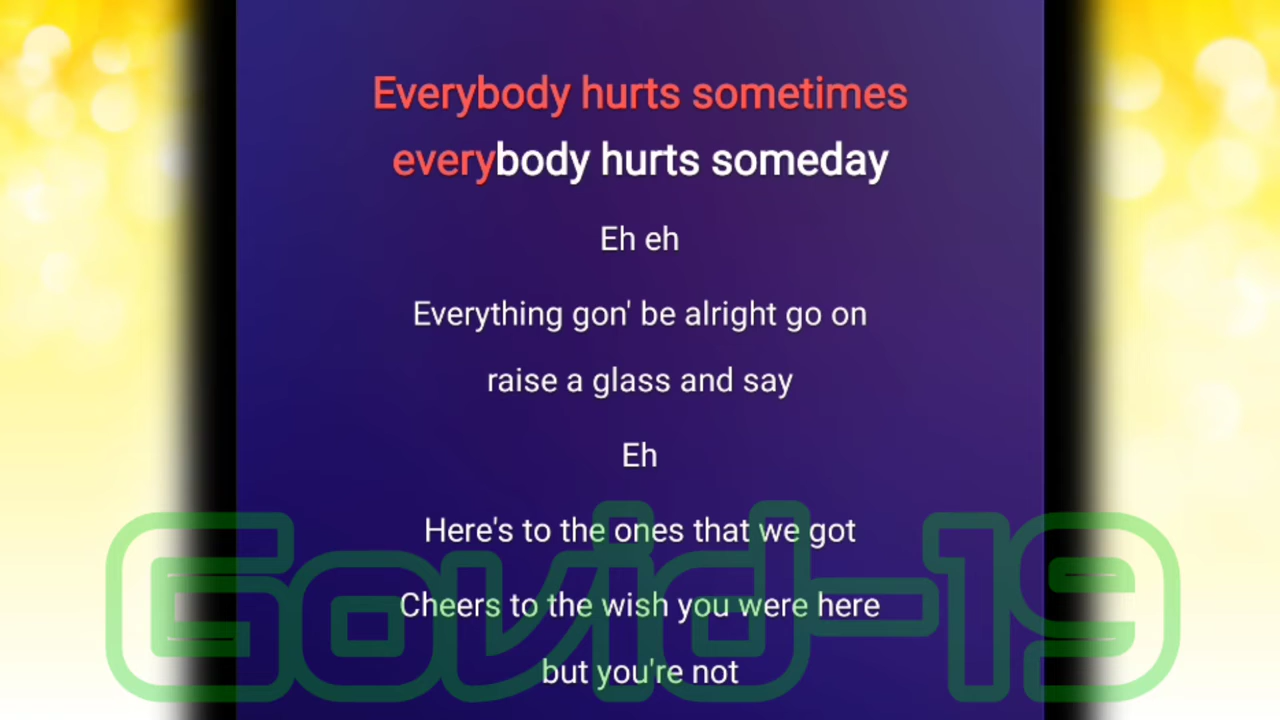 Everybody hurts sometimes
everybody hurts someday
Eh eh
Everything gon' be alright go on
raise a glass and say
Eh
Here's to the ones that we got
Cheers to the wish you were here
but you're not
Govid-19